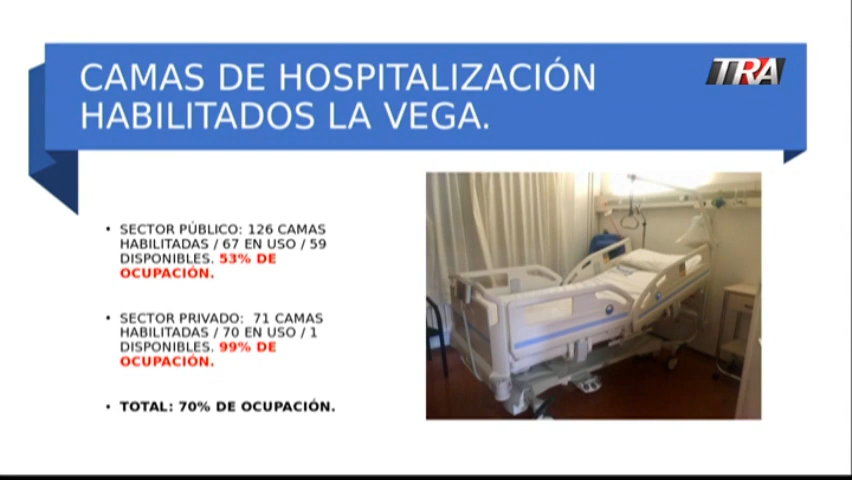 CAMAS DE HOSPITALIZACIÓN
HABILITADOS LA VEGA.
TRA
• SECTOR PÚBLICO: 126 CAMAS
HABILITADAS / 67 EN USO / 59
DISPONIBLES. 53% DE
OCUPACIÓN.
• SECTOR PRIVADO: 71 CAMAS
HABILITADAS / 70 EN USO / 1
DISPONIBLES. 99% DE
OCUPACIÓN.
• TOTAL: 70% DE OCUPACIÓN.